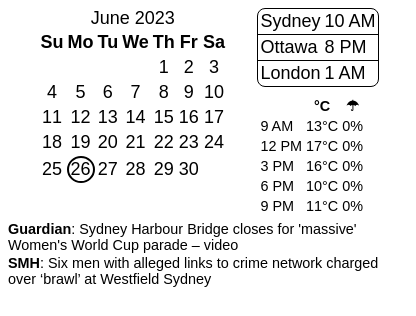 June 2023
Su Mo Tu We Th Fr Sa
1 2 3
4 5 6 7 8 9 10
11 12 13 14 15 16 17
18 19 20 21 22 23 24
25 26 27 28 29 30
Sydney 10 AM
Ottawa 8 PM
London 1 AM
°C ☂
9 AM 13°C 0%
12 PM 17°C 0%
3 PM 16°C 0%
6 PM 10°C 0%
9 PM 11°C 0%
Guardian: Sydney Harbour Bridge closes for 'massive'
Women's World Cup parade – video
SMH: Six men with alleged links to crime network charged
over ‘brawl’ at Westfield Sydney